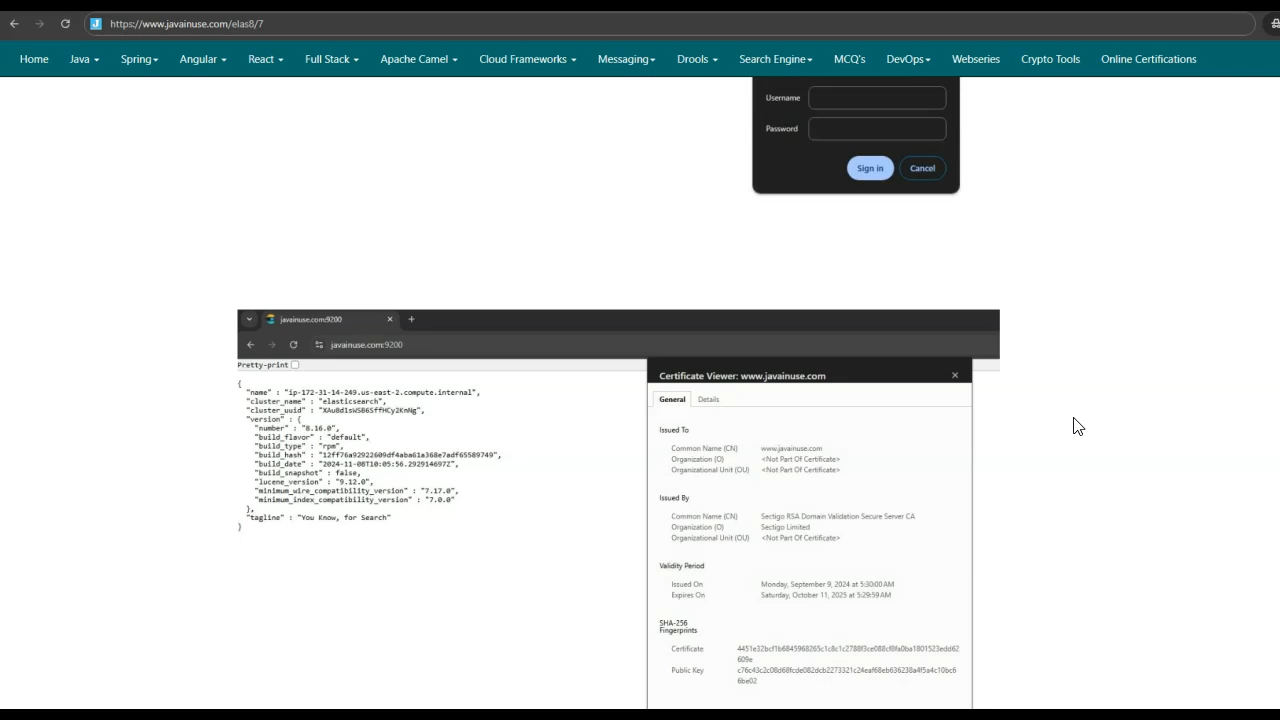 https://www.javainuse.com/elas8/7
Home Java Spring Angular React Full Stack Apache Camel Cloud Frameworks Messaging Drools Search Engine MCQ's DevOps Webseries Crypto Tools Online Certifications
Username
Password
Sign in Cancel
javainuse.com:9200
javainuse.com:9200
Pretty-print
{
"name" : "ip-172-31-14-249.us-east-2.compute.internal",
"cluster_name" : "elasticsearch",
"cluster_uuid" :
"version" : {
"number" : "8.16.0",
"build_flavor" : "default",
"build_type" : "rpm",
"build_hash" : "12ff76a92922609df4aba61a368e7adf65589749",
"build_date" : "2024-11-08T10:05:56.292914697Z",
"build_snapshot" : false,
"lucene_version" : "9.12.0",
"minimum_wire_compatibility_version" : "7.17.0",
"minimum_index_compatibility_version" : "7.0.0"
},
"tagline" : "You Know, for Search"
}
Certificate Viewer: www.javainuse.com
General Details
Issued To
Common Name (CN) www.javainuse.com
Organization (O) <Not Part Of Certificate>
Organizational Unit (OU) <Not Part Of Certificate>
Issued By
Common Name (CN) Sectigo RSA Domain Validation Secure Server CA
Organization (O) Sectigo Limited
Organizational Unit (OU) <Not Part Of Certificate>
Validity Period
Issued On Monday, September 9, 2024 at 5:30:00 AM
Expires On Saturday, October 11, 2025 at 5:29:59 AM
SHA-256
Fingerprints
Certificate
609e
Public Key
6be02